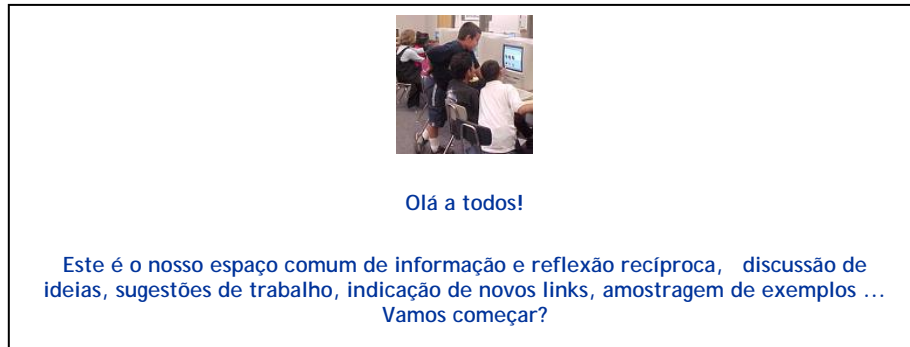 Olá a todos!
Este é o nosso espaço comum de informação e reflexão recíproca, discussão de
ideias, sugestões de trabalho, indicação de novos links, amostragem de exemplos ...
Vamos começar?